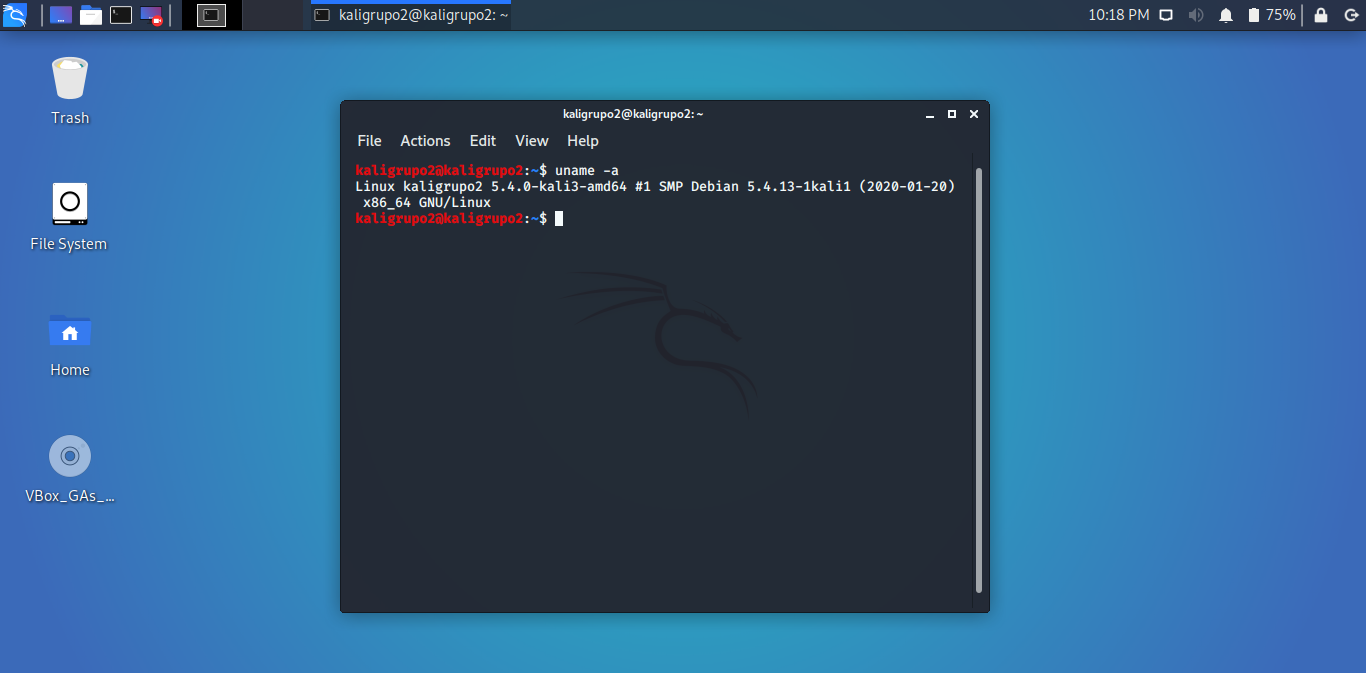 kaligrupo2@kaligrupo2: ~
10:18 PM
75%
Trash
File System
Home
VBox_GAs_...
kaligrupo2@kaligrupo2:~
File Actions Edit View Help
kaligrupo2@kaligrupo2:~$ uname -a
Linux kaligrupo2 5.4.0-kali3-amd64 #1 SMP Debian 5.4.13-1kali1 (2020-01-20)
x86_64 GNU/Linux
kaligrupo2@kaligrupo2:~$